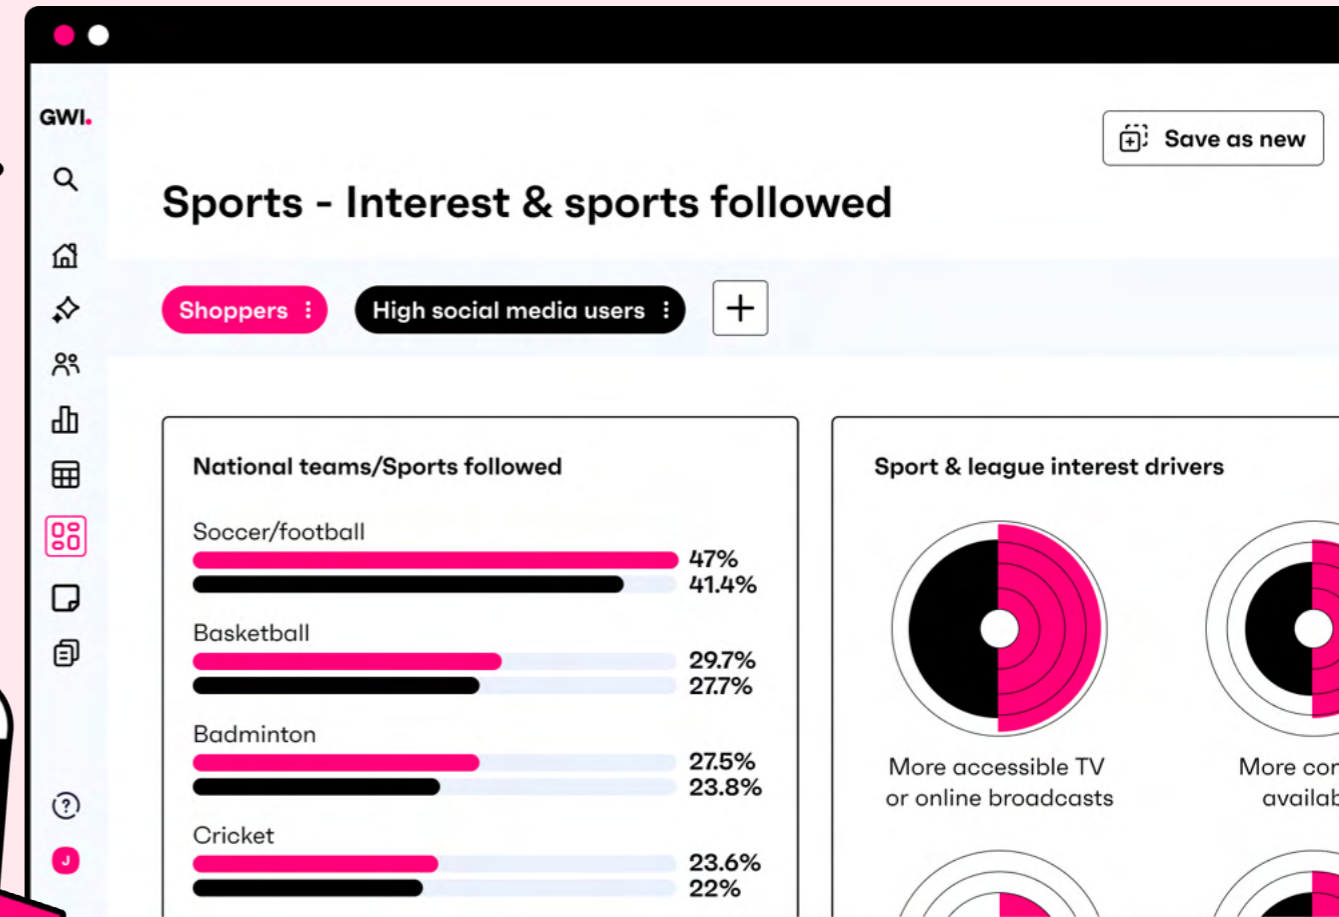 GWI.
Save as new
Sports - Interest & sports followed
Shoppers
High social media users
National teams/Sports followed
Soccer/football
47%
41.4%
Basketball
29.7%
27.7%
Badminton
27.5%
23.8%
Cricket
23.6%
22%
Sport & league interest drivers
More accessible TV
or online broadcasts
More
J